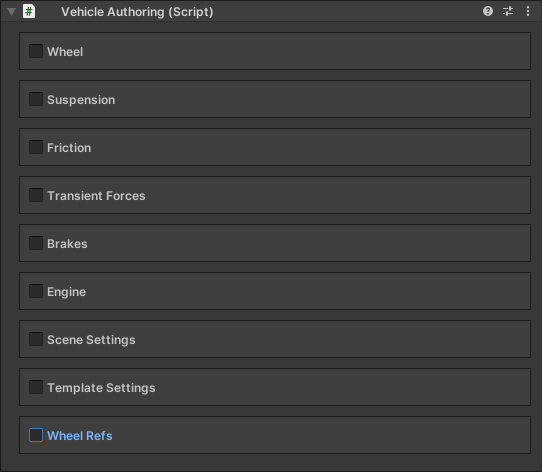 Vehicle Authoring (Script)
Wheel
Suspension
Friction
Transient Forces
Brakes
Engine
Scene Settings
Template Settings
Wheel Refs